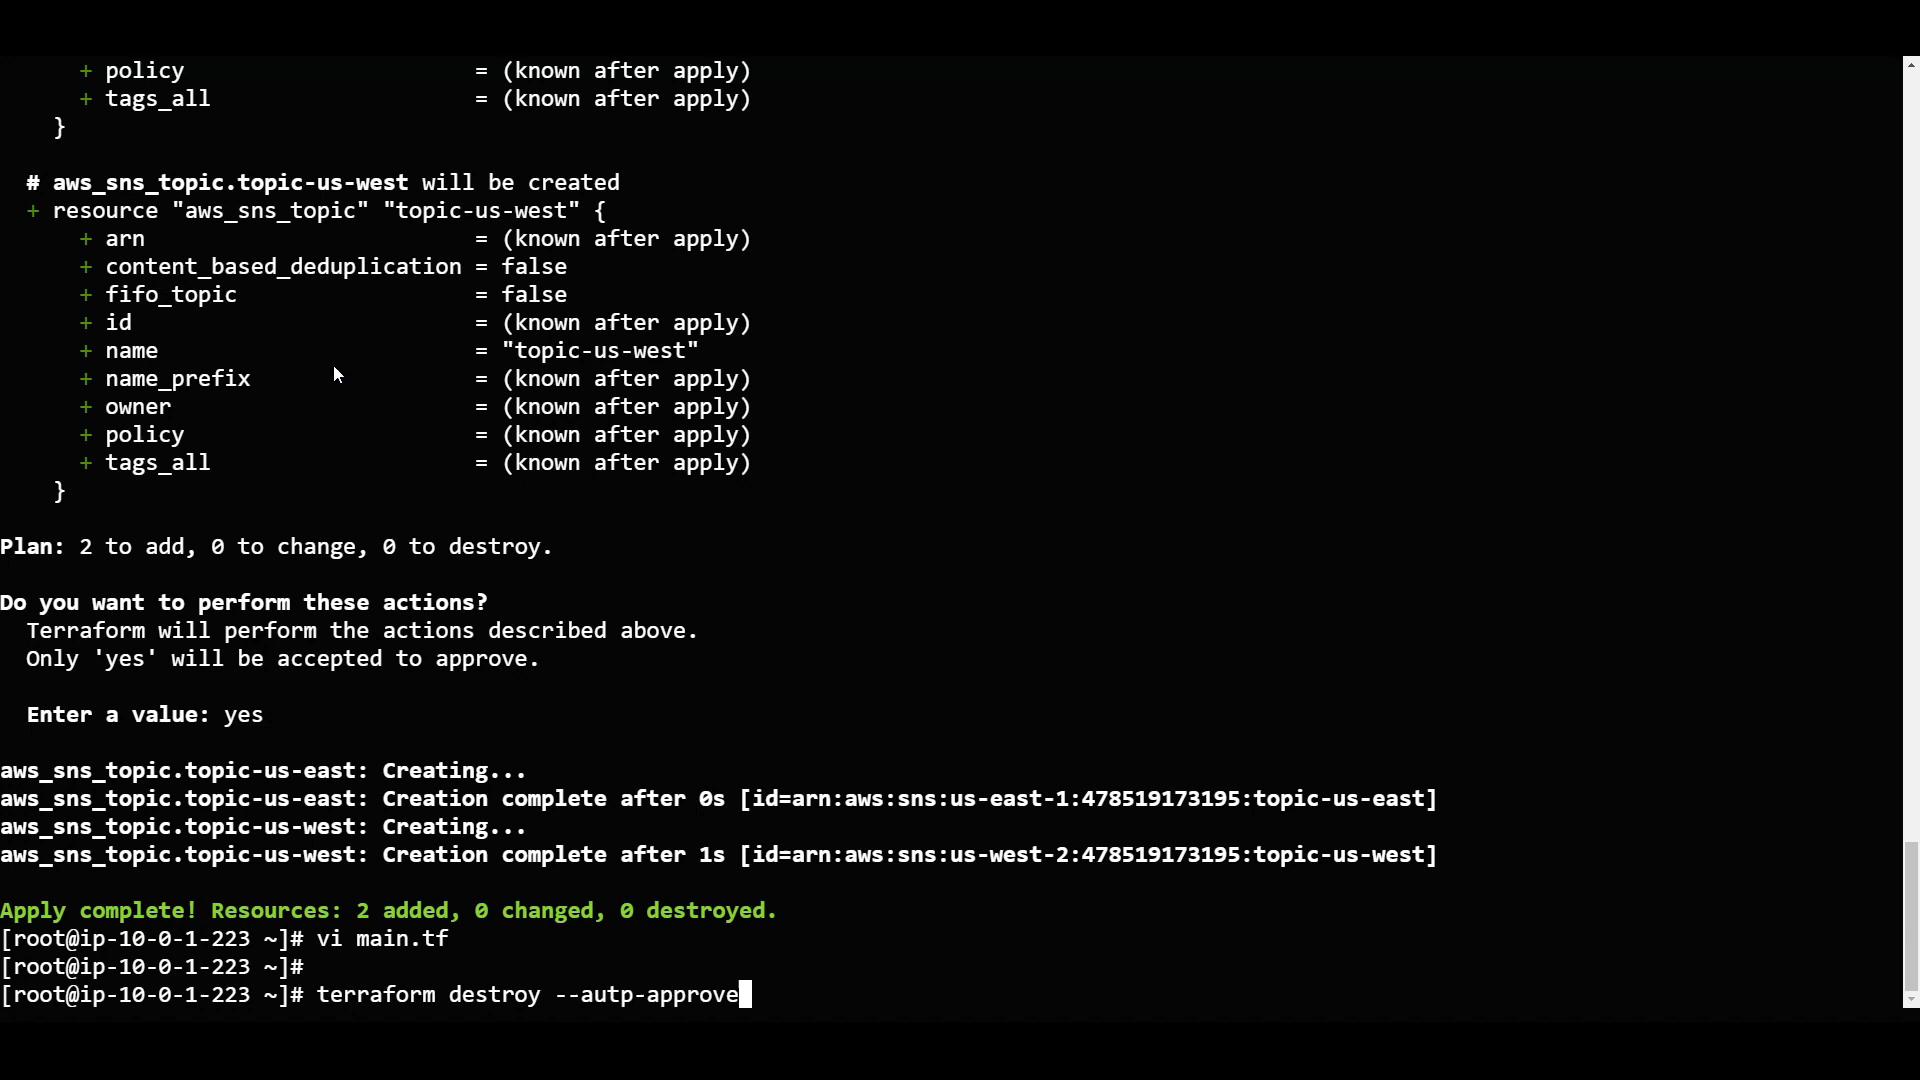 + policy = (known after apply)
+ tags_all = (known after apply)
}
# aws_sns_topic.topic-us-west will be created
+ resource "aws_sns_topic" "topic-us-west" {
+ arn = (known after apply)
+ content_based_deduplication = false
+ fifo_topic = false
+ id = (known after apply)
+ name = "topic-us-west"
+ name_prefix = (known after apply)
+ owner = (known after apply)
+ policy = (known after apply)
+ tags_all = (known after apply)
}
Plan: 2 to add, 0 to change, 0 to destroy.
Do you want to perform these actions?
Terraform will perform the actions described above.
Only 'yes' will be accepted to approve.
Enter a value: yes
aws_sns_topic.topic-us-east: Creating...
aws_sns_topic.topic-us-east: Creation complete after 0s [id=arn:aws:sns:us-east-1:478519173195:topic-us-east]
aws_sns_topic.topic-us-west: Creating...
aws_sns_topic.topic-us-west: Creation complete after 1s [id=arn:aws:sns:us-west-2:478519173195:topic-us-west]
Apply complete! Resources: 2 added, 0 changed, 0 destroyed.
[root@ip-10-0-1-223 ~]# vi main.tf
[root@ip-10-0-1-223 ~]#
[root@ip-10-0-1-223 ~]# terraform destroy --autp-approve